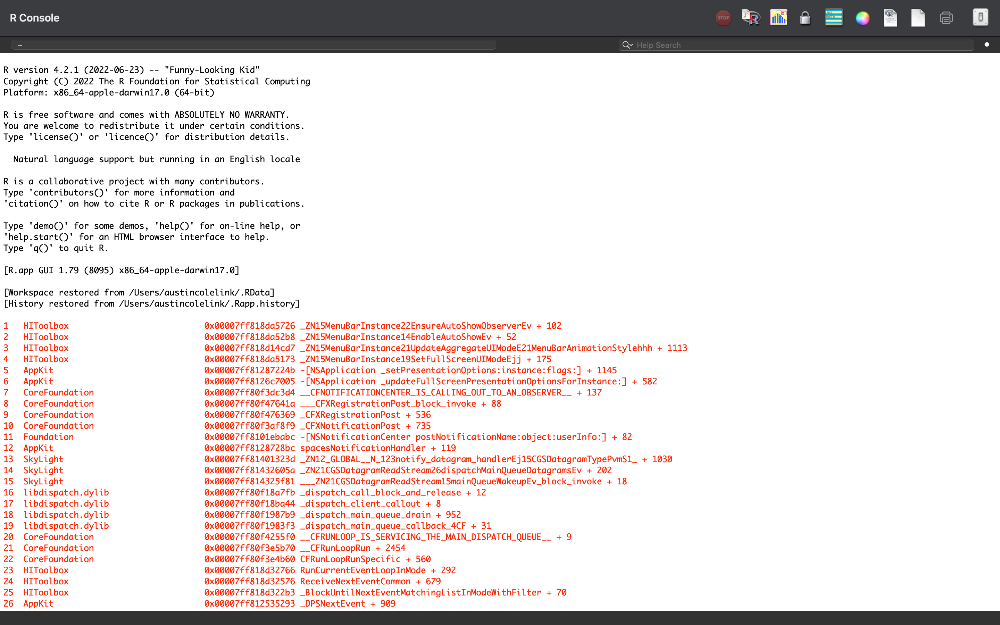 R Console
STOP
~
Help Search
R version 4.2.1 (2022-06-23) -- "Funny-Looking Kid"
Copyright (C) 2022 The R Foundation for Statistical Computing
Platform: x86_64-apple-darwin17.0 (64-bit)
R is free software and comes with ABSOLUTELY NO WARRANTY.
You are welcome to redistribute it under certain conditions.
Type 'license()' or 'licence()' for distribution details.
Natural language support but running in an English locale
R is a collaborative project with many contributors.
Type 'contributors()' for more information and
'citation()' on how to cite R or R packages in publications.
Type 'demo()' for some demos, 'help()' for on-line help, or
'help.start()' for an HTML browser interface to help.
Type 'q()' to quit R.
[R.app GUI 1.79 (8095) x86_64-apple-darwin17.0]
[Workspace restored from /Users/austincolelink/.RData]
[History restored from /Users/austincolelink/.Rapp.history]
1 HIToolbox 0x00007ff818da5726 _ZN15MenuBarInstance22EnsureAutoShowObserverEv + 102
2 HIToolbox 0x00007ff818da52b8 _ZN15MenuBarInstance14EnableAutoShowEv + 52
3 HIToolbox 0x00007ff818d14cd7 _ZN15MenuBarInstance21UpdateAggregateUIModeE21MenuBarAnimationStylehhh + 1113
4 HIToolbox 0x00007ff818da5173 _ZN15MenuBarInstance19SetFullScreenUIModeEjj + 175
5 AppKit 0x00007ff81287224b -[NSApplication _setPresentationOptions:instance:flags:] + 1145
6 AppKit 0x00007ff8126c7005 -[NSApplication _updateFullScreenPresentationOptionsForInstance:] + 582
7 CoreFoundation 0x00007ff80f3dc3d4 __CFNOTIFICATIONCENTER_IS_CALLING_OUT_TO_AN_OBSERVER__ + 137
8 CoreFoundation 0x00007ff80f47641a ___CFXRegistrationPost_block_invoke + 88
9 CoreFoundation 0x00007ff80f476369 _CFXRegistrationPost + 536
10 CoreFoundation 0x00007ff80f3af8f9 _CFXNotificationPost + 735
11 Foundation 0x00007ff8101ebabc -[NSNotificationCenter postNotificationName:object:userInfo:] + 82
12 AppKit 0x00007ff8128728bc spacesNotificationHandler + 119
13 SkyLight 0x00007ff81401323d _ZN12_GLOBAL__N_123notify_datagram_handlerEj15CGSDatagramTypePvmS1_ + 1030
14 SkyLight 0x00007ff81432605a _ZN21CGSDatagramReadStream26dispatchMainQueueDatagramsEv + 202
15 SkyLight 0x00007ff814325f81 ___ZN21CGSDatagramReadStream15mainQueueWakeupEv_block_invoke + 18
16 libdispatch.dylib 0x00007ff80f18a7fb _dispatch_call_block_and_release + 12
17 libdispatch.dylib 0x00007ff80f18ba44 _dispatch_client_callout + 8
18 libdispatch.dylib 0x00007ff80f1987b9 _dispatch_main_queue_drain + 952
19 libdispatch.dylib 0x00007ff80f1983f3 _dispatch_main_queue_callback_4CF + 31
20 CoreFoundation 0x00007ff80f4255f0 __CFRUNLOOP_IS_SERVICING_THE_MAIN_DISPATCH_QUEUE__ + 9
21 CoreFoundation 0x00007ff80f3e5b70 __CFRunLoopRun + 2454
22 CoreFoundation 0x00007ff80f3e4b60 CFRunLoopRunSpecific + 560
23 HIToolbox 0x00007ff818d32766 RunCurrentEventLoopInMode + 292
24 HIToolbox 0x00007ff818d32576 ReceiveNextEventCommon + 679
25 HIToolbox 0x00007ff818d322b3 _BlockUntilNextEventMatchingListInModeWithFilter + 70
26 AppKit 0x00007ff812535293 _DPSNextEvent + 909